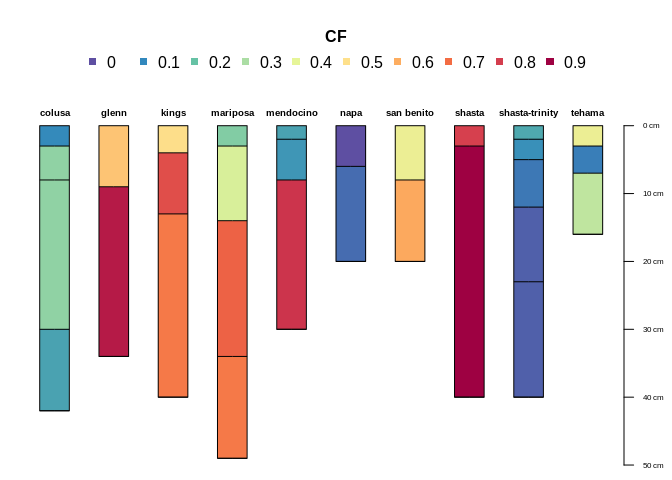 CF
0 0.1 0.2 0.3 0.4 0.5 0.6 0.7 0.8 0.9
colusa glenn kings mariposa mendocino napa san benito shasta shasta-trinity tehama
0 cm
10 cm
20 cm
30 cm
40 cm
50 cm